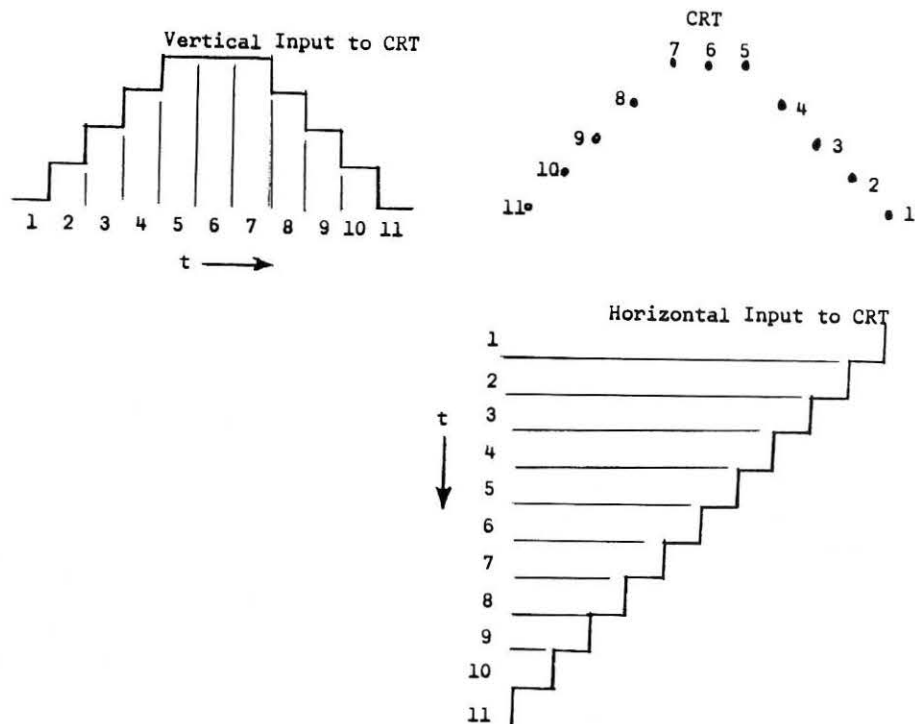 Vertical Input to CRT
1 2 3 4 5 6 7 8 9 10 11
t
CRT
7 6 5
8 4
9 3
10 2
11 1
Horizontal Input to CRT
1
2
3
t
4
5
6
7
8
9
10
11